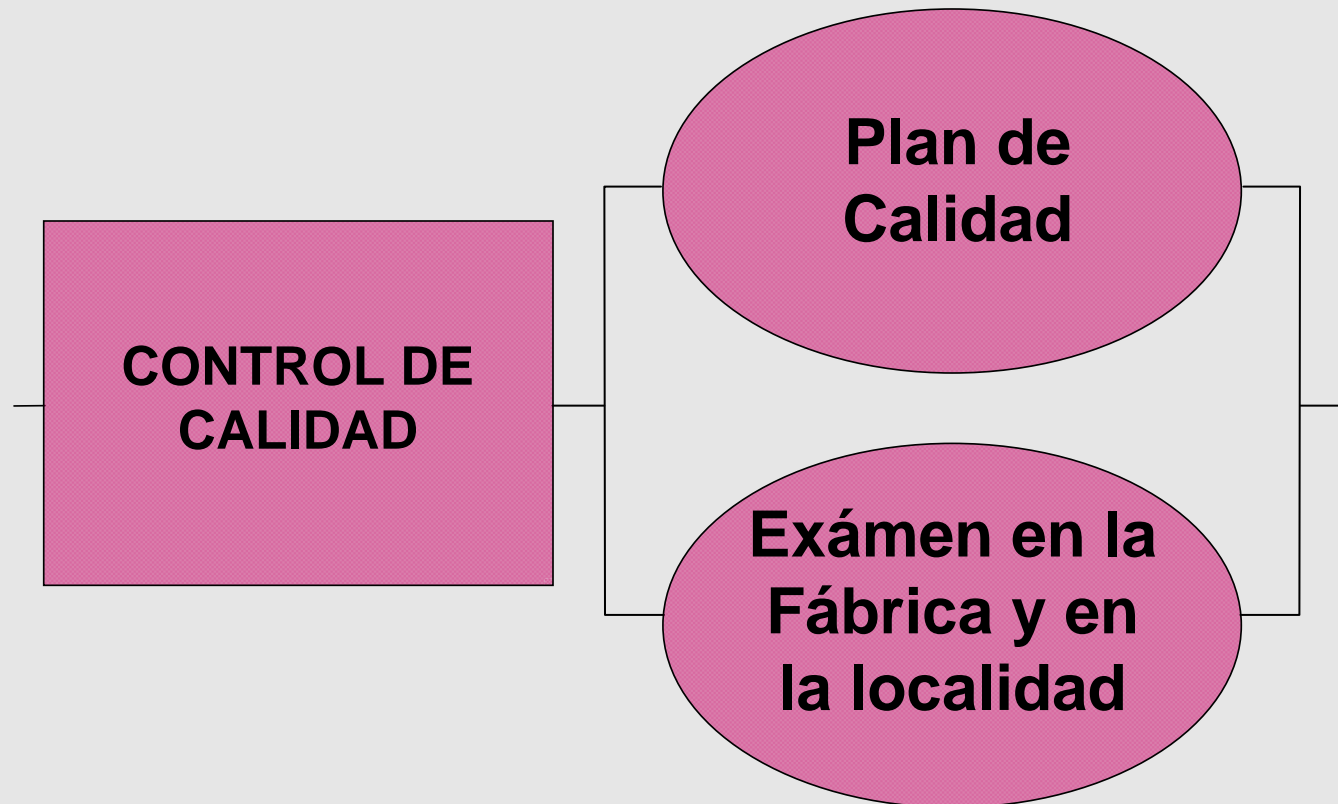 Plan de
Calidad
CONTROL DE
CALIDAD
Exámen en la
Fábrica y en
la localidad